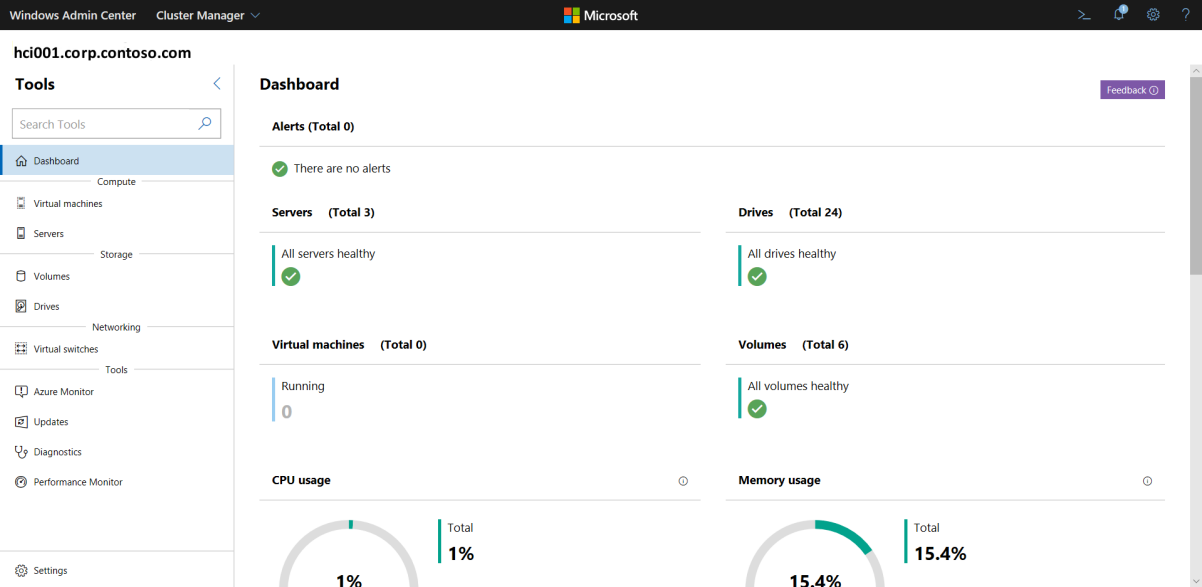 Windows Admin Center Cluster Manager Microsoft 1 ?
hci001.corp.contoso.com
Tools
Search Tools
Dashboard
Compute
Virtual machines
Servers
Storage
Volumes
Drives
Networking
Virtual switches
Tools
Azure Monitor
Updates
Diagnostics
Performance Monitor
Settings
Dashboard
Feedback
Alerts (Total 0)
There are no alerts
Servers (Total 3)
All servers healthy
Drives (Total 24)
All drives healthy
Virtual machines (Total 0)
Running
0
Volumes (Total 6)
All volumes healthy
CPU usage
Total
1%
1%
Memory usage
Total
15.4%
15.4%